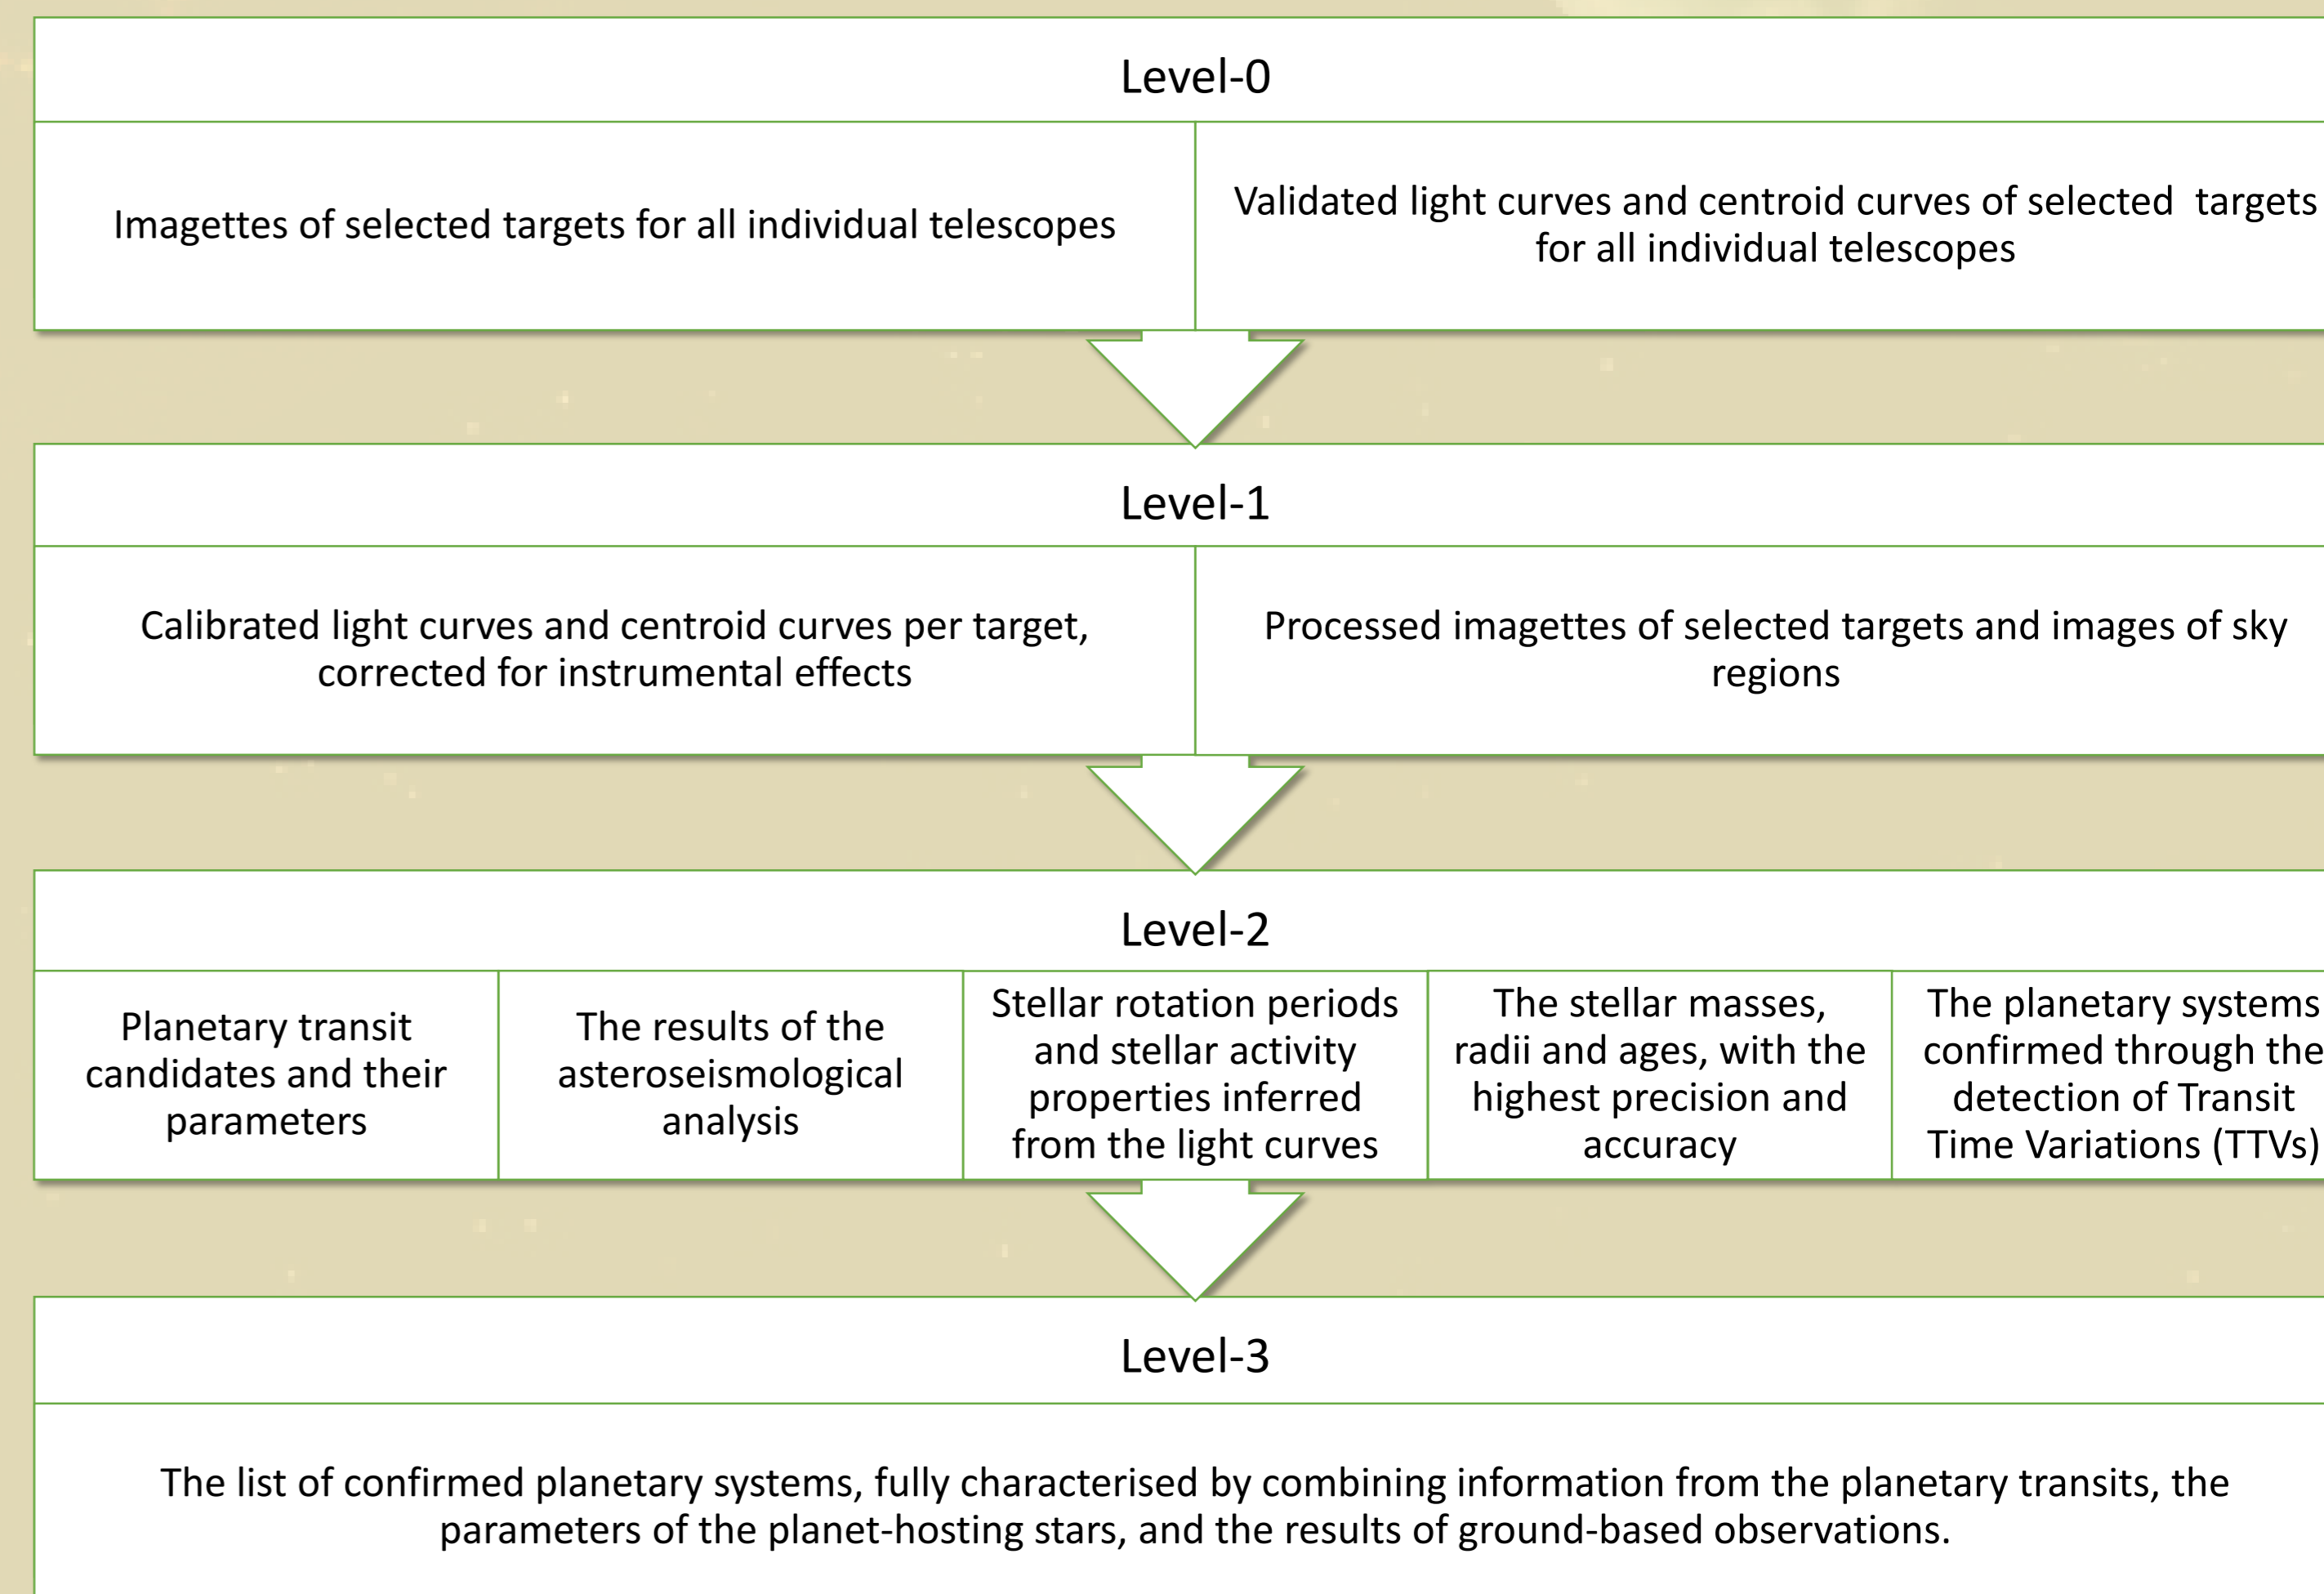 Level-0
Imagettes of selected targets for all individual telescopes
Validated light curves and centroid curves of selected  targets
for all individual telescopes
Level-1
Calibrated light curves and centroid curves per target,
corrected for instrumental effects
Processed imagettes of selected targets and images of sky
regions
Level-2
Planetary transit
candidates and their
parameters
The results of the
asteroseismological
analysis
Stellar rotation periods
and stellar activity
properties inferred
from the light curves
The stellar masses,
radii and ages, with the
highest precision and
accuracy
The planetary systems
confirmed through the
detection of Transit
Time Variations (TTVs)
Level-3
The list of confirmed planetary systems, fully characterised by combining information from the planetary transits, the
parameters of the planet-hosting stars, and the results of ground-based observations.